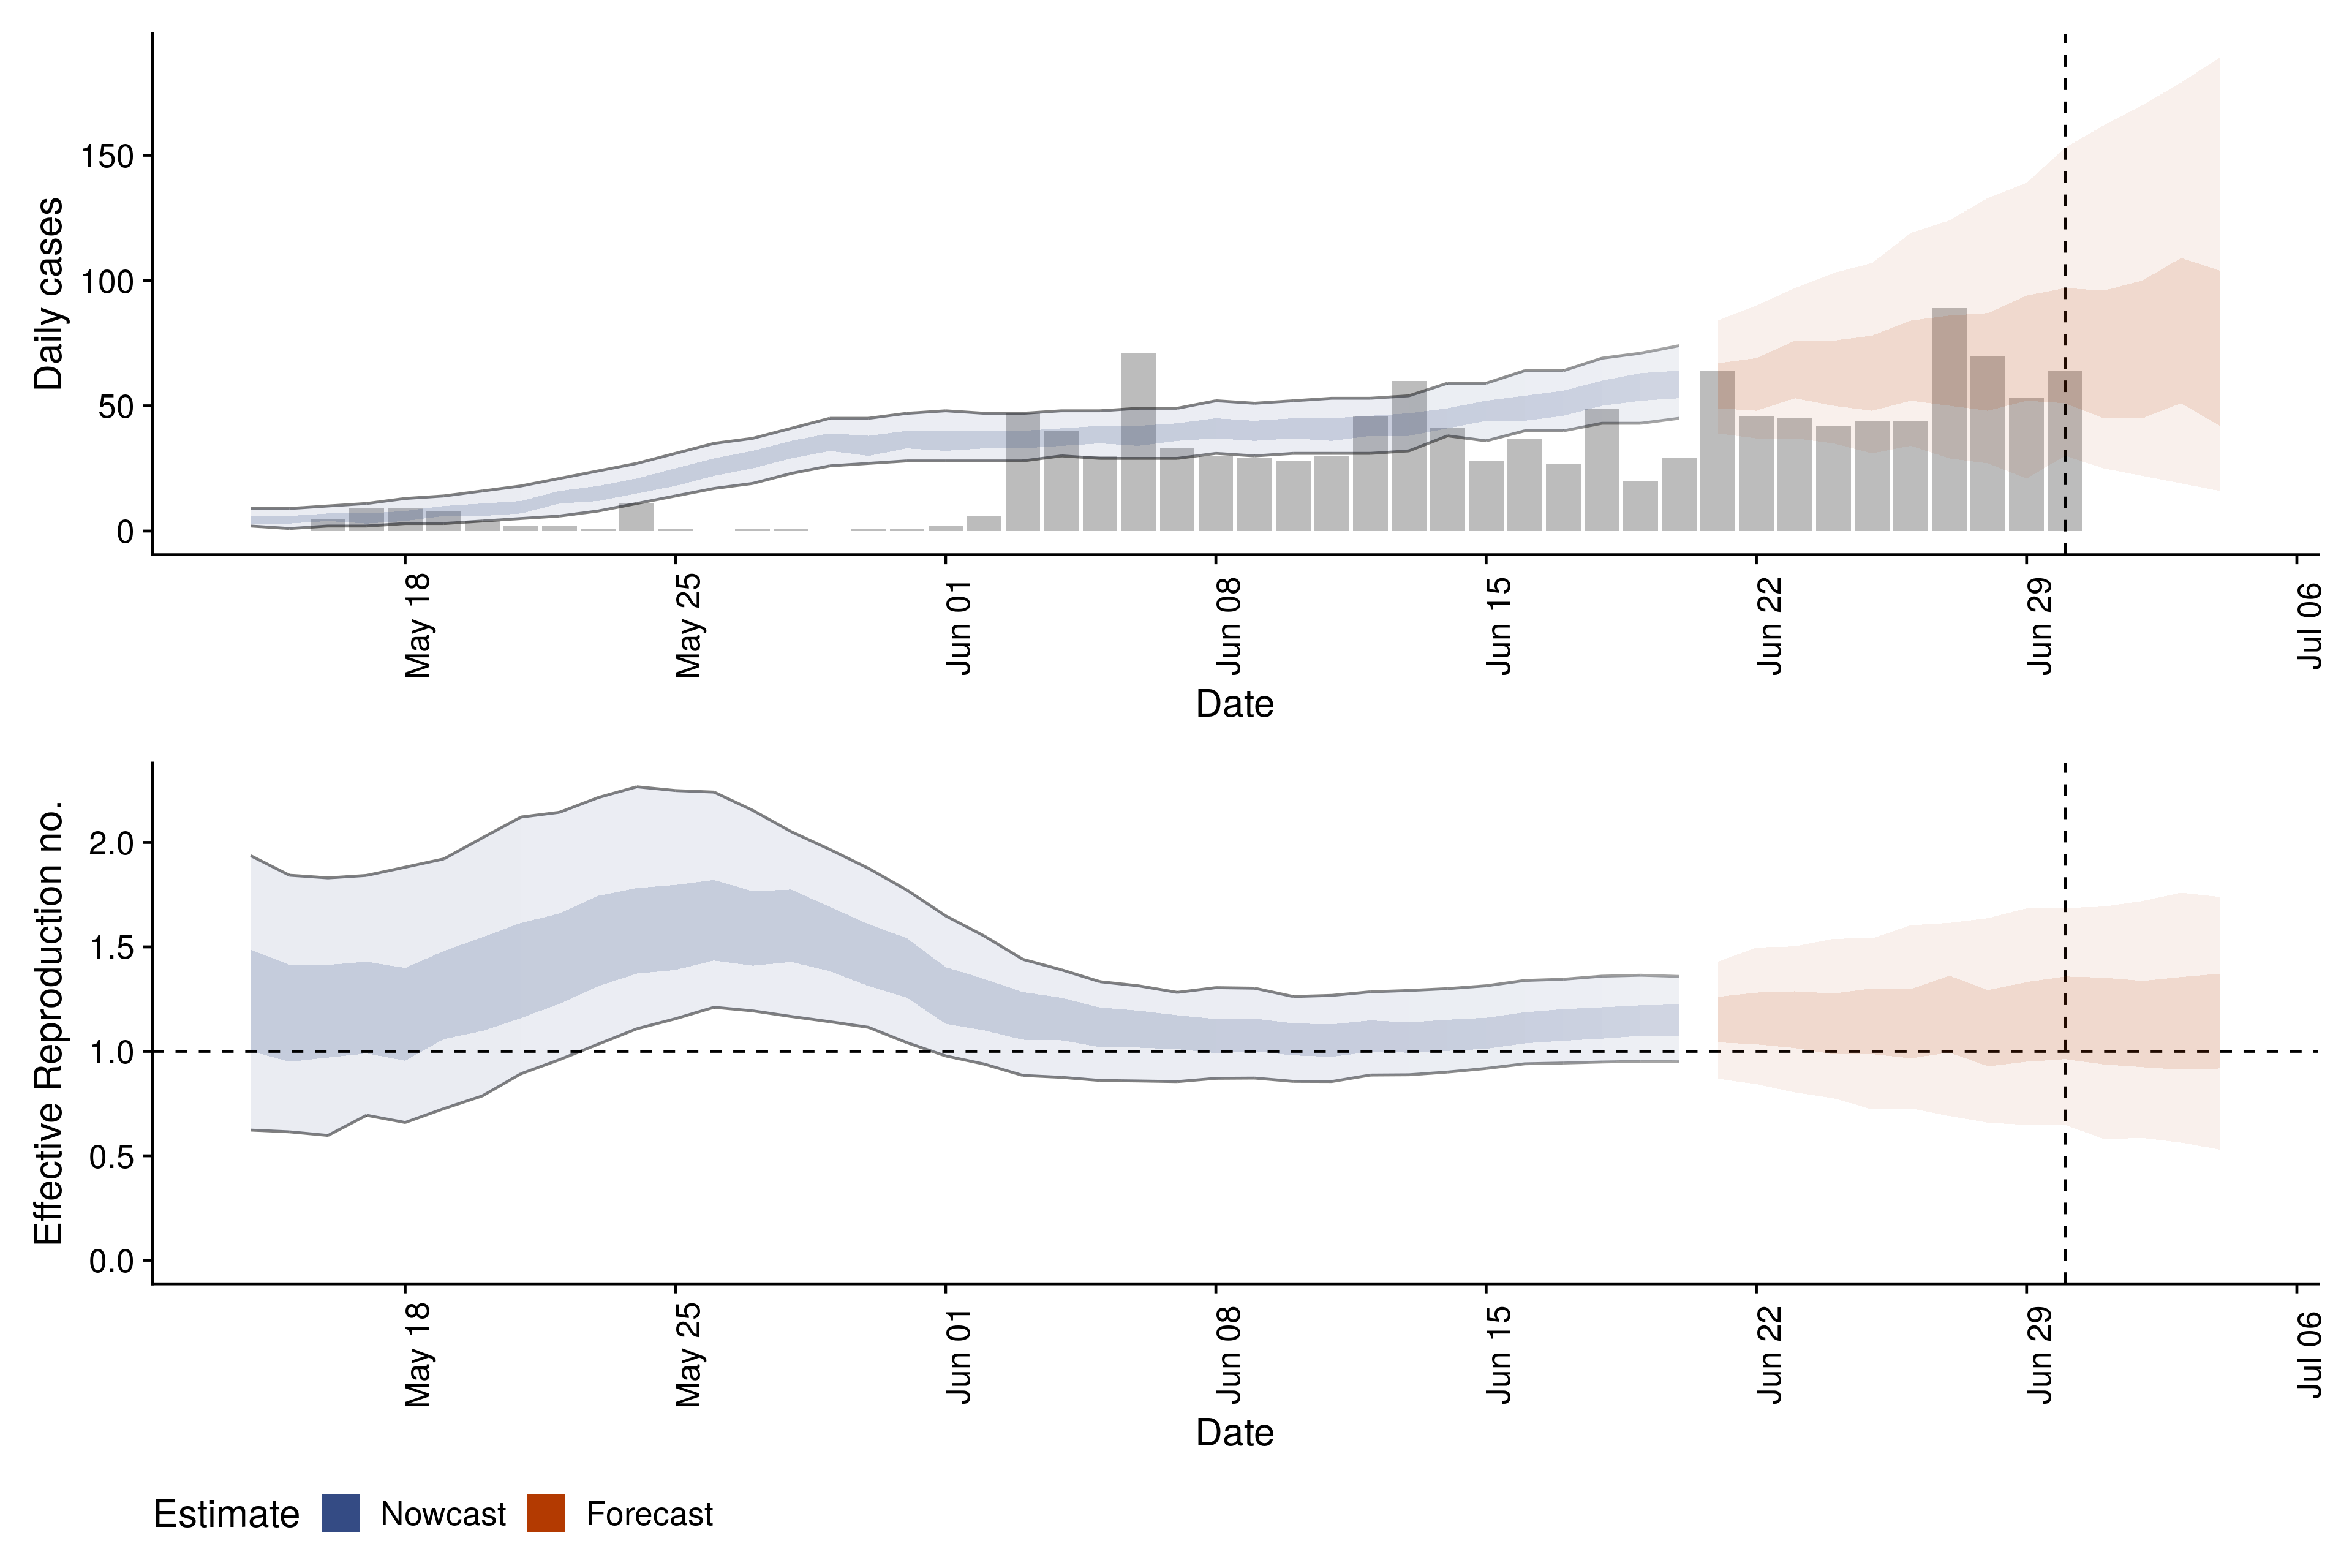 Daily cases
150
100
50
0
May 18
May 25
Jun 01
Jun 08
Jun 15
Jun 22
Jun 29
Jul 06
Date
Effective Reproduction no.
2.0
1.5
1.0
0.5
0.0
May 18
May 25
Jun 01
Jun 08
Jun 15
Jun 22
Jun 29
Jul 06
Date
Estimate Nowcast Forecast